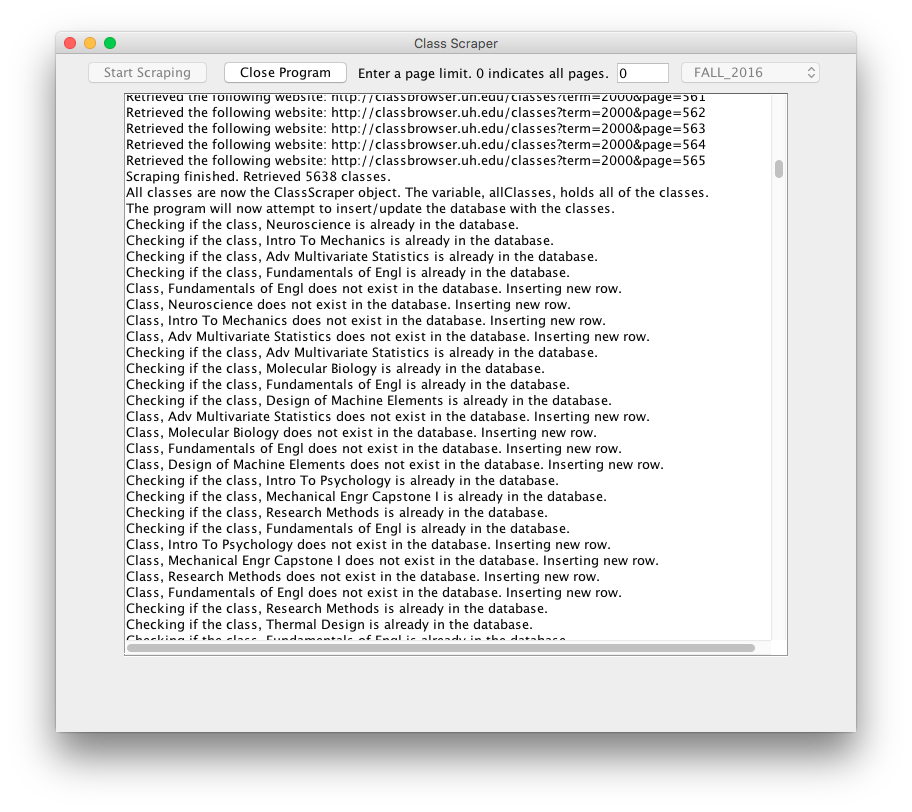 Class Scraper
Start Scraping
Close Program
Enter a page limit. 0 indicates all pages.
0
FALL_2016
Retrieved the following website: http://classbrowser.uh.edu/classes?term=2000&page=561
Retrieved the following website: http://classbrowser.uh.edu/classes?term=2000&page=562
Retrieved the following website: http://classbrowser.uh.edu/classes?term=2000&page=563
Retrieved the following website: http://classbrowser.uh.edu/classes?term=2000&page=564
Retrieved the following website: http://classbrowser.uh.edu/classes?term=2000&page=565
Scraping finished. Retrieved 5638 classes.
All classes are now the ClassScraper object. The variable, allClasses, holds all of the classes.
The program will now attempt to insert/update the database with the classes.
Checking if the class, Neuroscience is already in the database.
Checking if the class, Intro To Mechanics is already in the database.
Checking if the class, Adv Multivariate Statistics is already in the database.
Checking if the class, Fundamentals of Engl is already in the database.
Class, Fundamentals of Engl does not exist in the database. Inserting new row.
Class, Neuroscience does not exist in the database. Inserting new row.
Class, Intro To Mechanics does not exist in the database. Inserting new row.
Class, Adv Multivariate Statistics does not exist in the database. Inserting new row.
Checking if the class, Adv Multivariate Statistics is already in the database.
Checking if the class, Molecular Biology is already in the database.
Checking if the class, Fundamentals of Engl is already in the database.
Checking if the class, Design of Machine Elements is already in the database.
Class, Adv Multivariate Statistics does not exist in the database. Inserting new row.
Class, Molecular Biology does not exist in the database. Inserting new row.
Class, Fundamentals of Engl does not exist in the database. Inserting new row.
Class, Design of Machine Elements does not exist in the database. Inserting new row.
Checking if the class, Intro To Psychology is already in the database.
Checking if the class, Mechanical Engr Capstone I is already in the database.
Checking if the class, Research Methods is already in the database.
Checking if the class, Fundamentals of Engl is already in the database.
Class, Intro To Psychology does not exist in the database. Inserting new row.
Class, Mechanical Engr Capstone I does not exist in the database. Inserting new row.
Class, Research Methods does not exist in the database. Inserting new row.
Class, Fundamentals of Engl does not exist in the database. Inserting new row.
Checking if the class, Research Methods is already in the database.
Checking if the class, Thermal Design is already in the database.
Checking if the class, Fundamentals of Engl is already in the database.